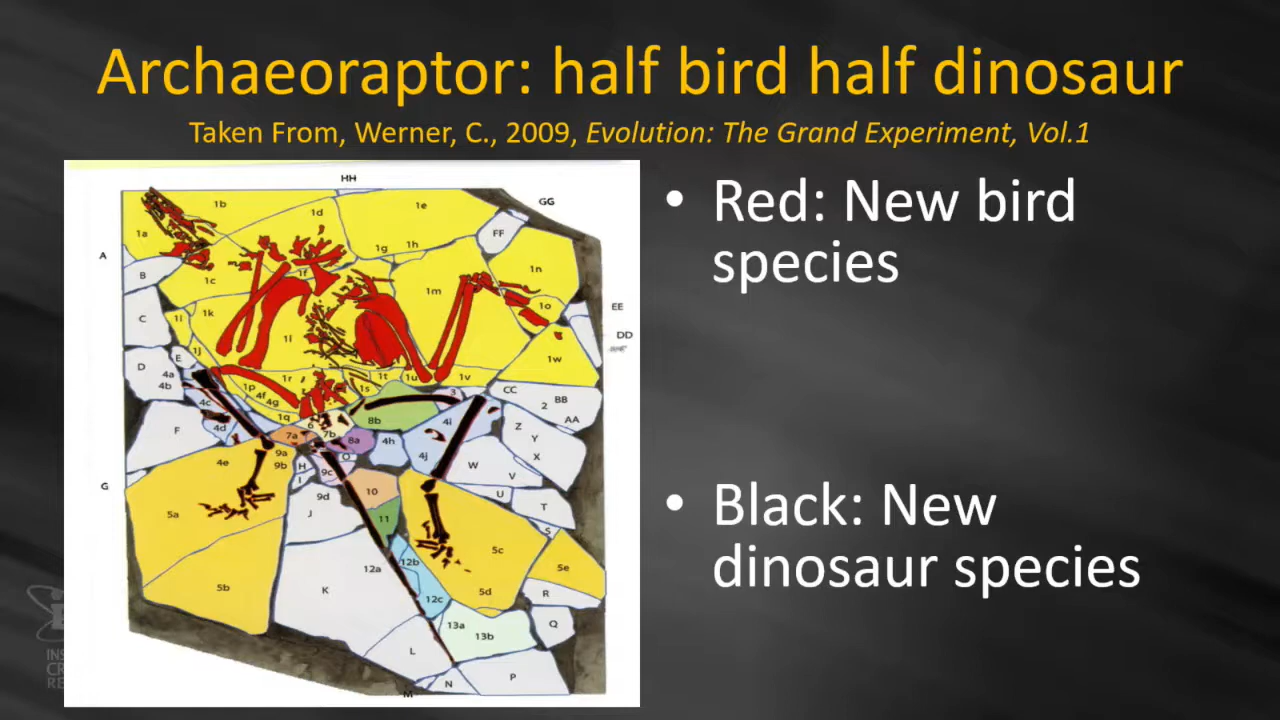 Archaeoraptor: half bird half dinosaur
Taken From, Werner, C., 2009, Evolution: The Grand Experiment, Vol.1
HH
1b
1d
1e
GG
1a
FF
A
1g
1h
B
1c
1f
1n
1m
1o
EE
C
1i
1k
1l
DD
E
1j
1w
D
4a
4b
1p
1r
1s
1t
1u
1v
3
CC
BB
2
AA
4c
4f
4g
1q
8b
F
4d
6
7a
7b
8a
4h
4i
Z
Y
X
4e
9a
9b
H
I
O
9c
4j
W
V
G
9d
10
U
5a
J
11
T
S
5c
5b
K
12a
12b
12c
5d
5e
R
Q
13a
13b
L
M
N
P
• Red: New bird
species
• Black: New
dinosaur species
INS
CR
RE